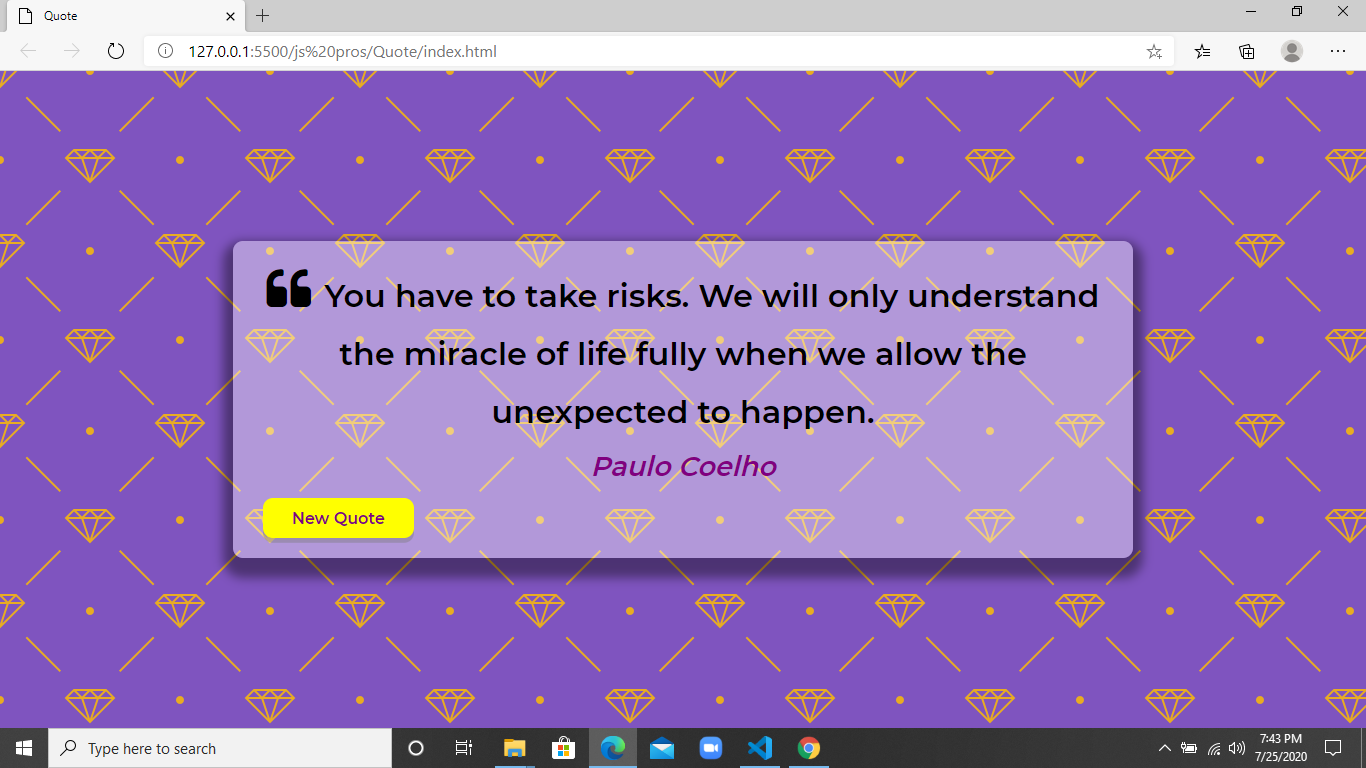 Quote
127.0.0.1:5500/js%20pros/Quote/index.html
❝ You have to take risks. We will only understand
the miracle of life fully when we allow the
unexpected to happen.
Paulo Coelho
New Quote
Type here to search
7:43 PM
7/25/2020